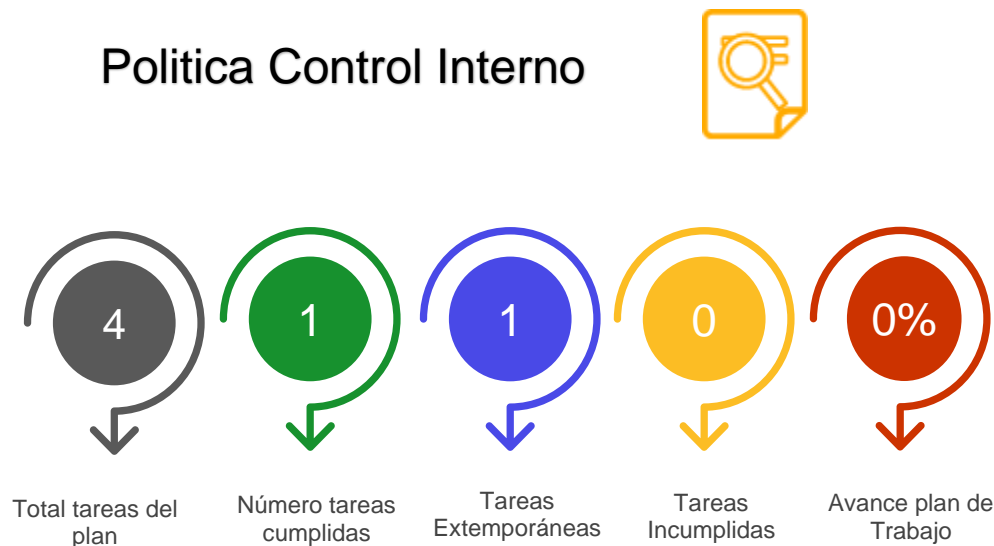 Politica Control Interno
4
1
1
0
0%
Total tareas del
plan
Número tareas
cumplidas
Tareas
Extemporáneas
Tareas
Incumplidas
Avance plan de
Trabajo